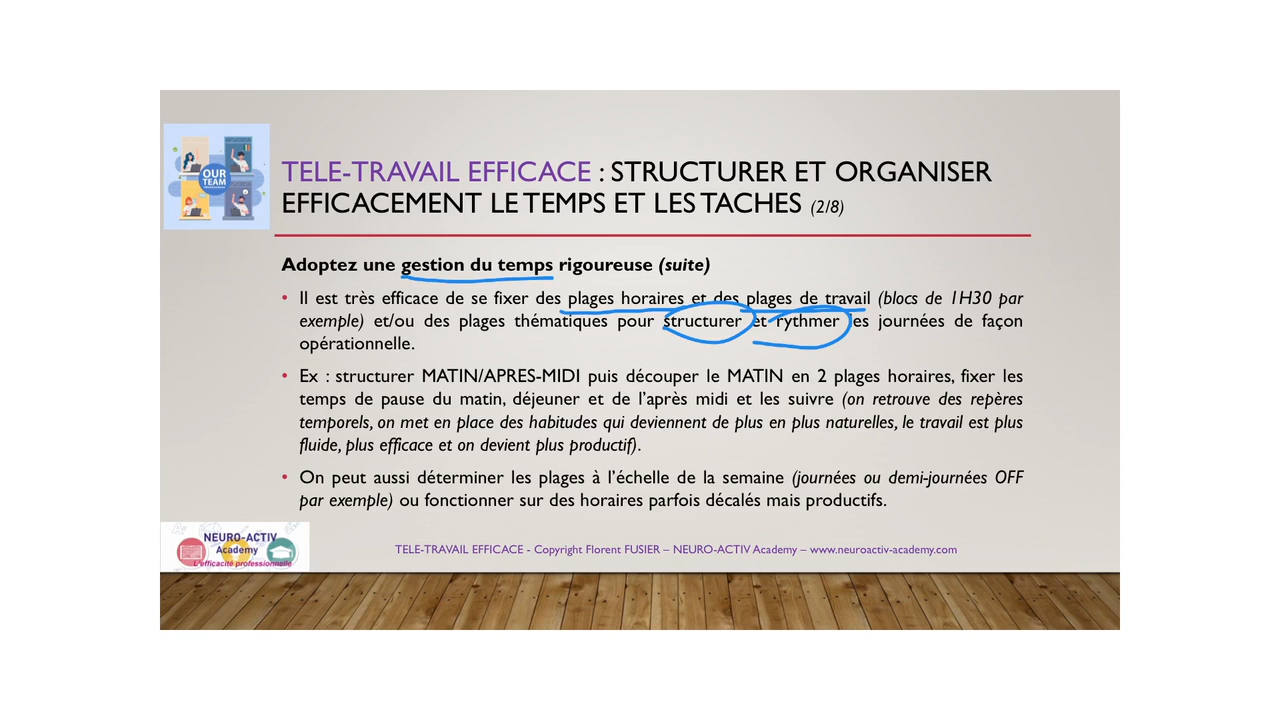 OUR
TEAM
TELE-TRAVAIL EFFICACE : STRUCTURER ET ORGANISER
EFFICACEMENT LE TEMPS ET LES TACHES (2/8)
Adoptez une gestion du temps rigoureuse (suite)
• Il est très efficace de se fixer des plages horaires et des plages de travail (blocs de 1H30 par
exemple) et/ou des plages thématiques pour structurer et rythmer les journées de façon
opérationnelle.
• Ex : structurer MATIN/APRES-MIDI puis découper le MATIN en 2 plages horaires, fixer les
temps de pause du matin, déjeuner et de l'après midi et les suivre (on retrouve des repères
temporels, on met en place des habitudes qui deviennent de plus en plus naturelles, le travail est plus
fluide, plus efficace et on devient plus productif).
• On peut aussi déterminer les plages à l'échelle de la semaine (journées ou demi-journées OFF
par exemple) ou fonctionner sur des horaires parfois décalés mais productifs.
NEURO-ACTIV
Academy
L'efficacité professionnelle
TELE-TRAVAIL EFFICACE - Copyright Florent FUSIER – NEURO-ACTIV Academy – www.neuroactiv-academy.com